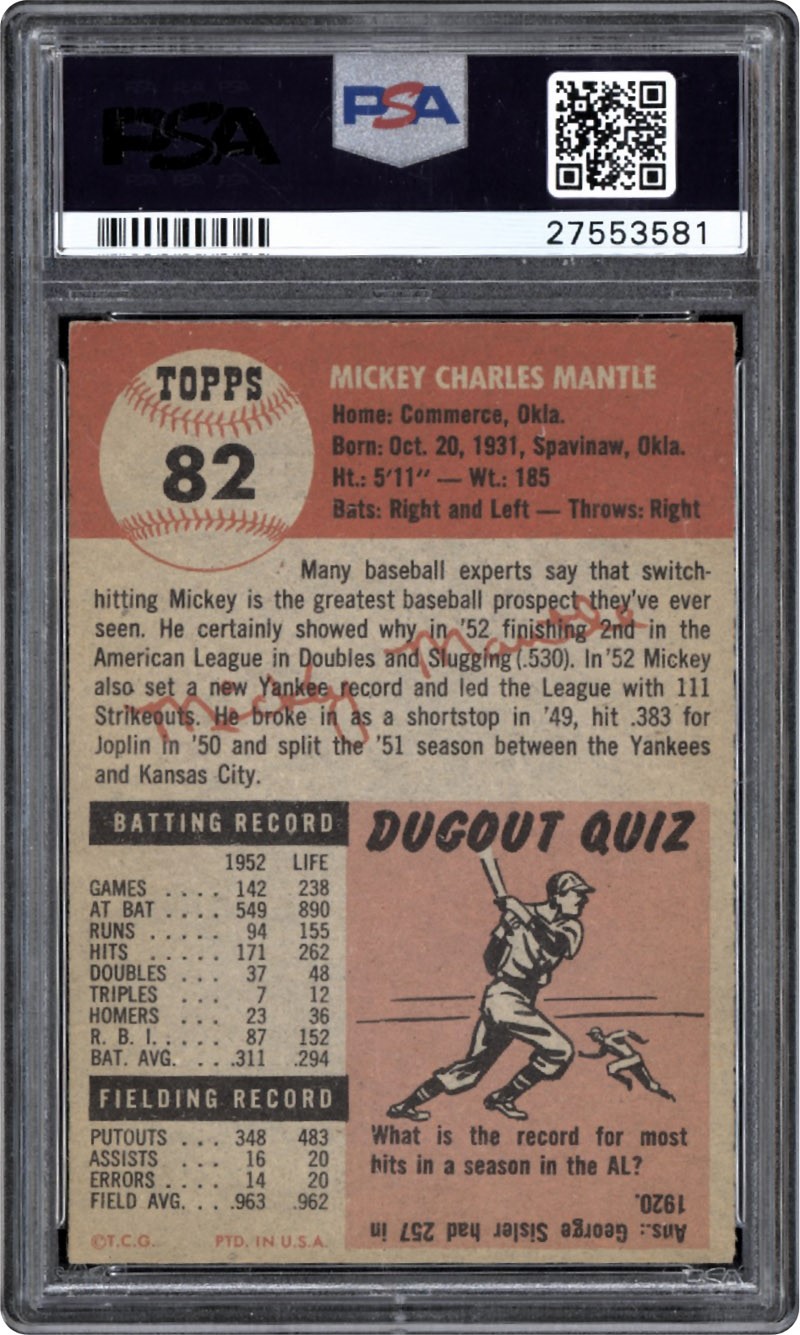 PSA
PSA
27553581
TOPPS
82
MICKEY CHARLES MANTLE
Home: Commerce, Okla.
Born: Oct. 20, 1931, Spavinaw, Okla.
Ht.: 5'11" — Wt.: 185
Bats: Right and Left — Throws: Right
Many baseball experts say that switch-
hitting Mickey is the greatest baseball prospect they've ever
seen. He certainly showed why in '52 finishing 2nd in the
American League in Doubles and Slugging (.530). In '52 Mickey
also set a new Yankee record and led the League with 111
Strikeouts. He broke in as a shortstop in '49, hit .383 for
Joplin in '50 and split the '51 season between the Yankees
and Kansas City.
Mickey Mantle
BATTING RECORD
1952 LIFE
GAMES .... 142 238
AT BAT .... 549 890
RUNS ..... 94 155
HITS ..... 171 262
DOUBLES ... 37 48
TRIPLES ... 7 12
HOMERS ... 23 36
R. B. I. .... 87 152
BAT. AVG. ... .311 .294
FIELDING RECORD
PUTOUTS ... 348 483
ASSISTS ... 16 20
ERRORS .... 14 20
FIELD AVG. ... .963 .962
©T.C.G. PTD. IN U.S.A.
DUGOUT QUIZ
What is the record for most
hits in a season in the AL?
Ans.: George Sisler had 257 in
1920.
PSA